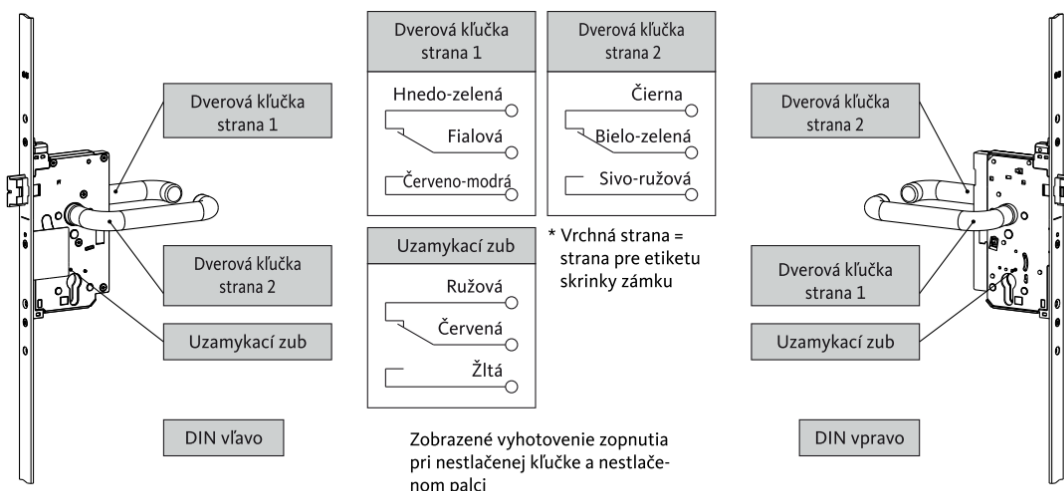 Dverová kľučka
strana 1
Dverová kľučka
strana 2
Uzamykací zub
DIN vľavo
Dverová kľučka
strana 1
Hnedo-zelená
Fialová
Červeno-modrá
Dverová kľučka
strana 2
Čierna
Bielo-zelená
Sivo-ružová
Uzamykací zub
Ružová
Červená
Žltá
* Vrchná strana =
strana pre etiketu
skrinky zámku
Zobrazené vyhotovenie zopnutia
pri nestlačenej kľučke a nestlače-
nom palci
Dverová kľučka
strana 2
Dverová kľučka
strana 1
Uzamykací zub
DIN vpravo